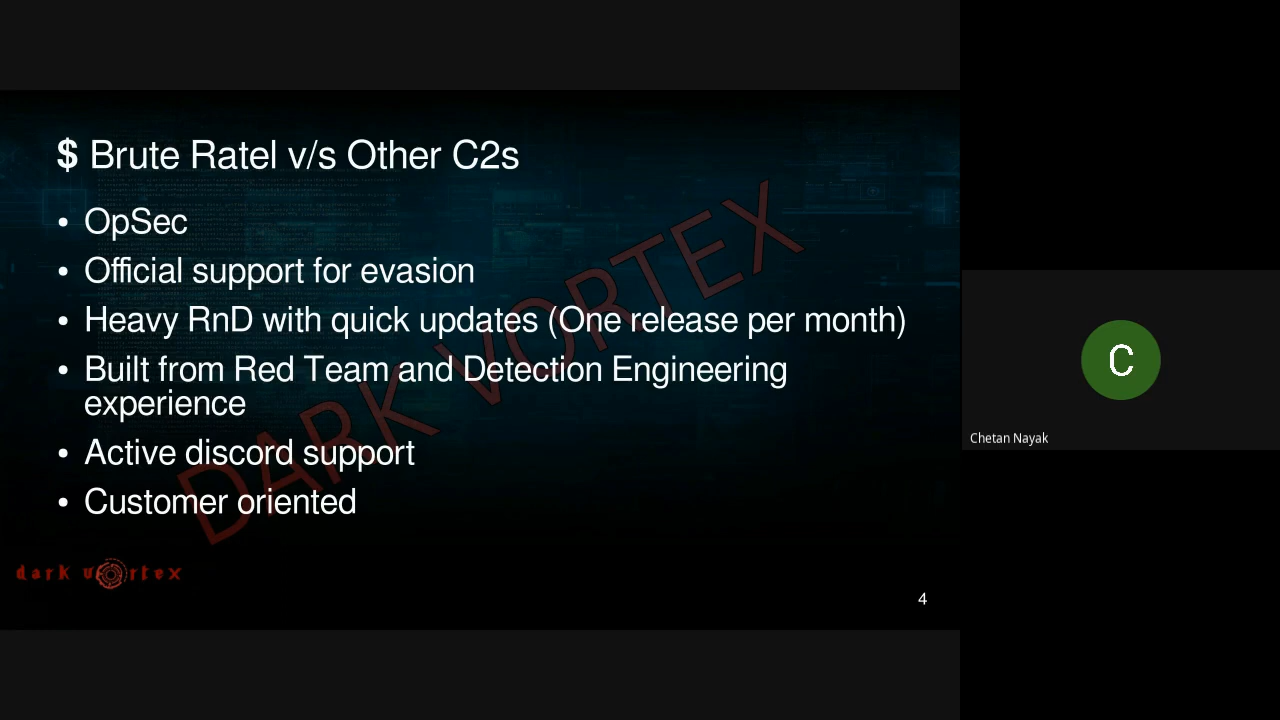 $ Brute Ratel v/s Other C2s
• OpSec
• Official support for evasion
• Heavy RnD with quick updates (One release per month)
• Built from Red Team and Detection Engineering
experience
• Active discord support
• Customer oriented
DARK VORTEX
dark vortex
4
C
Chetan Nayak